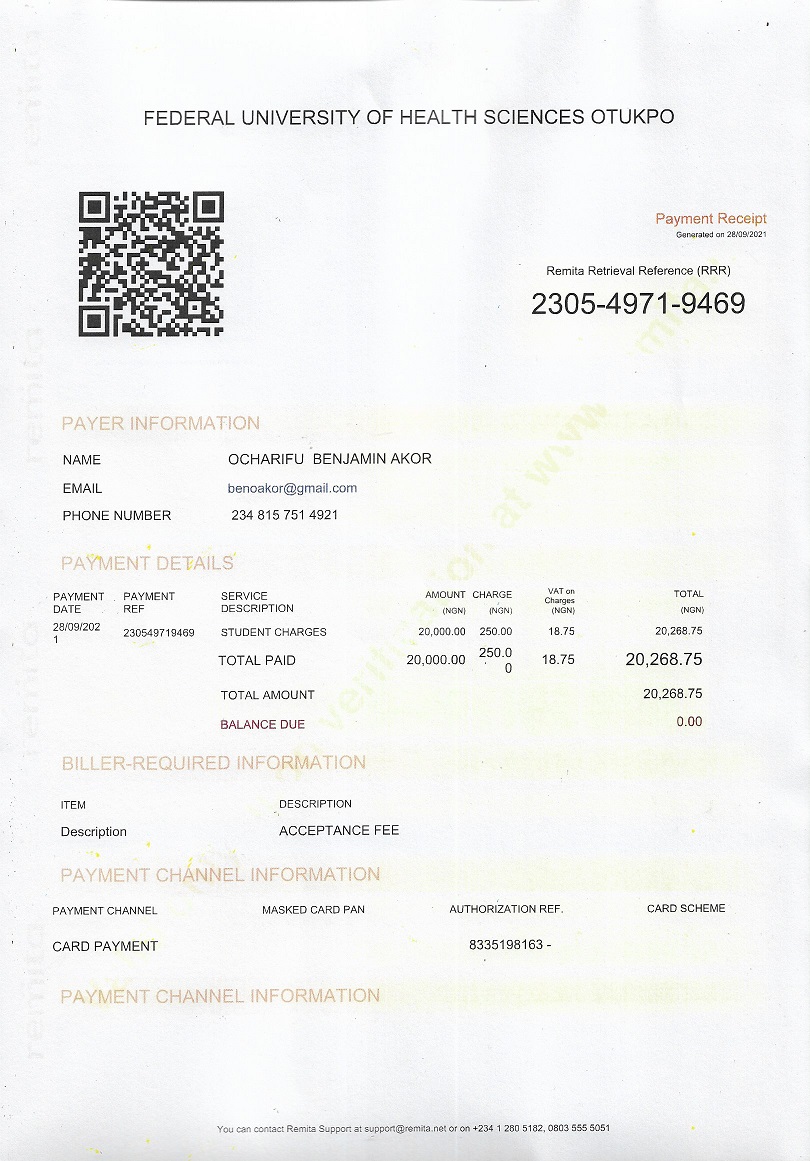 FEDERAL UNIVERSITY OF HEALTH SCIENCES OTUKPO
Payment Receipt
Generated on 28/09/2021
Remita Retrieval Reference (RRR)
2305-4971-9469
PAYER INFORMATION
NAME OCHARIFU BENJAMIN AKOR
EMAIL benoakor@gmail.com
PHONE NUMBER 234 815 751 4921
PAYMENT DETAILS
PAYMENT DATE PAYMENT REF SERVICE DESCRIPTION AMOUNT (NGN) CHARGE (NGN) VAT on Charges (NGN) TOTAL (NGN)
28/09/2021 230549719469 STUDENT CHARGES 20,000.00 250.00 18.75 20,268.75
TOTAL PAID 20,000.00 250.00 18.75 20,268.75
TOTAL AMOUNT 20,268.75
BALANCE DUE 0.00
BILLER-REQUIRED INFORMATION
ITEM DESCRIPTION
Description ACCEPTANCE FEE
PAYMENT CHANNEL INFORMATION
PAYMENT CHANNEL MASKED CARD PAN AUTHORIZATION REF. CARD SCHEME
CARD PAYMENT 8335198163 -
PAYMENT CHANNEL INFORMATION
You can contact Remita Support at support@remita.net or on +234 1 280 5182, 0803 555 5051